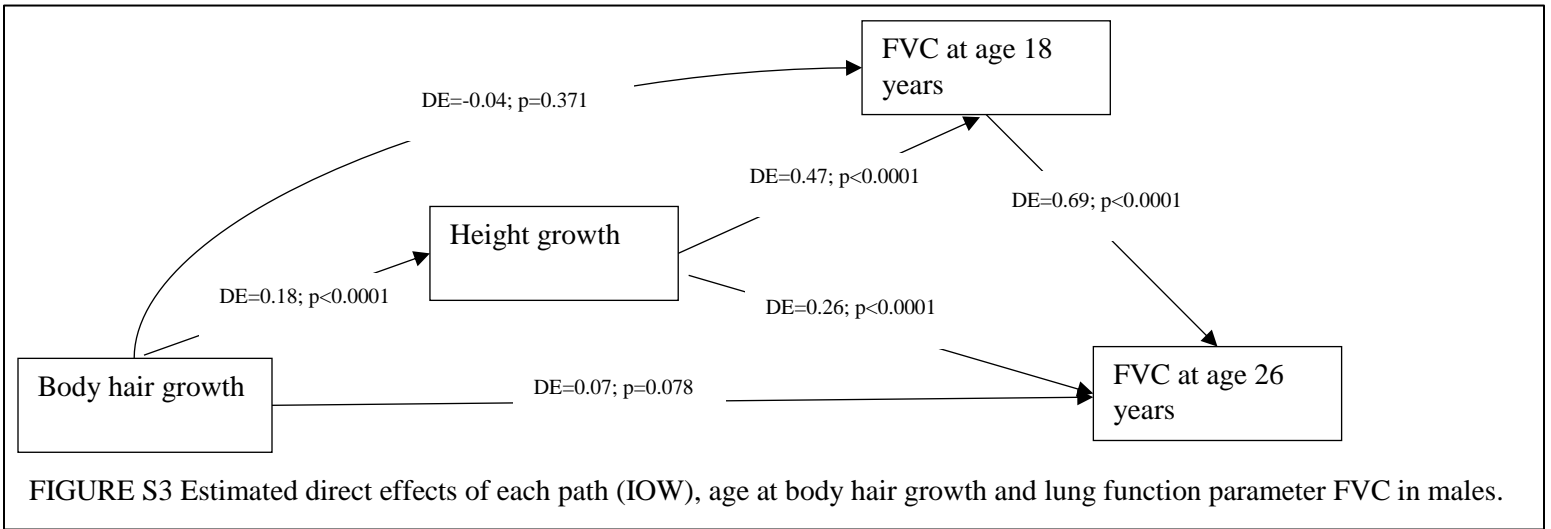 FVC at age 18
years
DE=-0.04; p=0.371
DE=0.47; p<0.0001
DE=0.69; p<0.0001
Height growth
DE=0.18; p<0.0001
DE=0.26; p<0.0001
Body hair growth
DE=0.07; p=0.078
FVC at age 26
years
FIGURE S3 Estimated direct effects of each path (IOW), age at body hair growth and lung function parameter FVC in males.